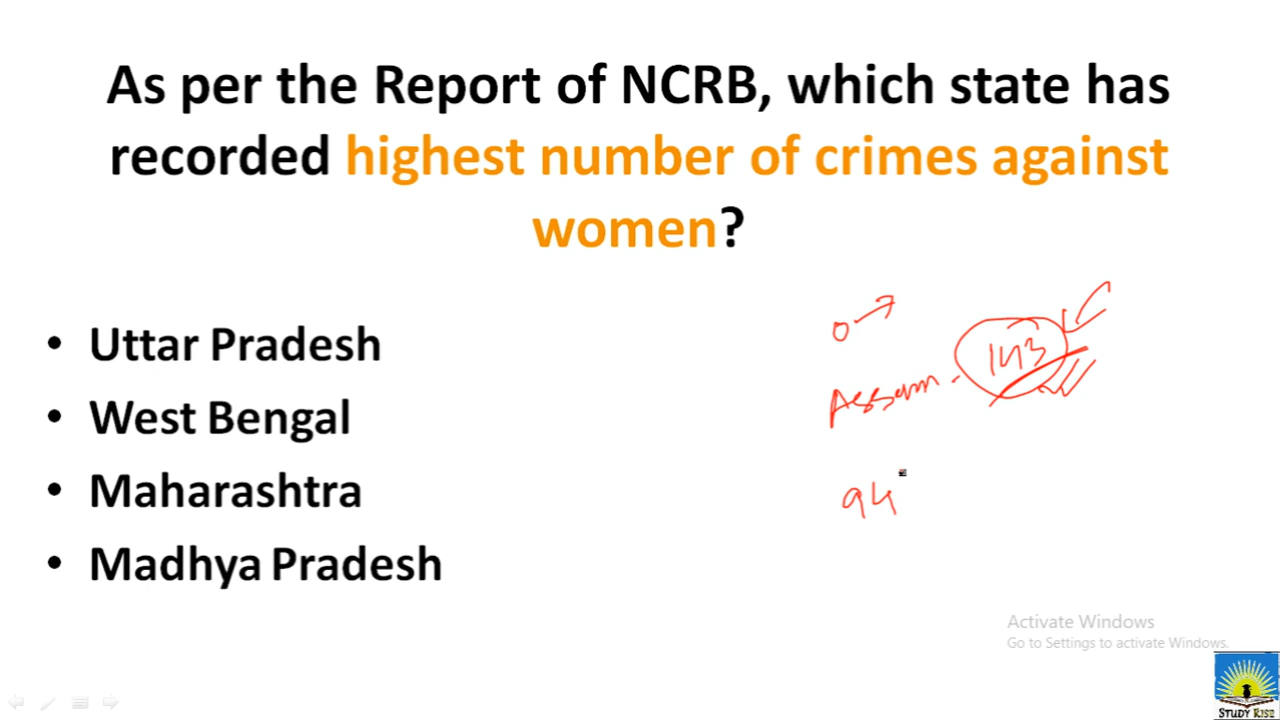 As per the Report of NCRB, which state has
recorded highest number of crimes against
women?
• Uttar Pradesh
• West Bengal
• Maharashtra
• Madhya Pradesh
0 →
Assam - 143
94
Activate Windows
Go to Settings to activate Windows.
STUDY RISE